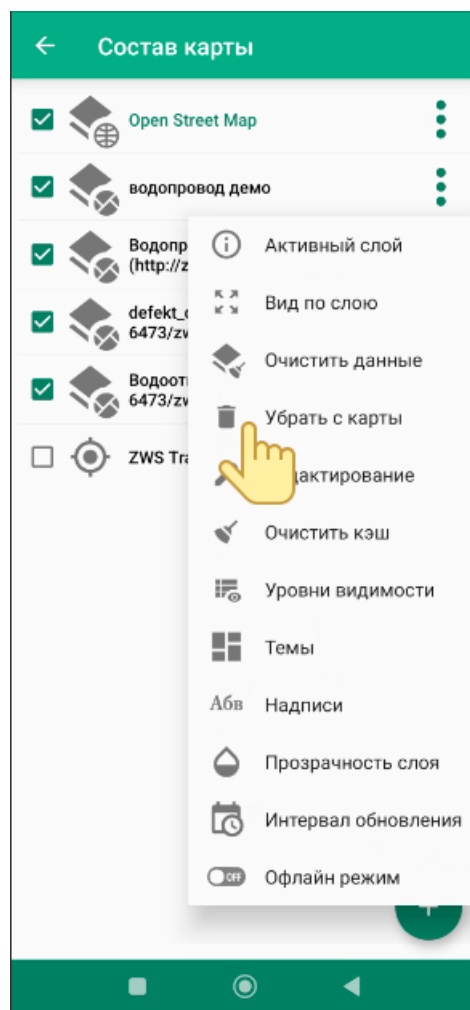 Состав карты
Open Street Map
водопровод демо
Водопр
(http://z
defekt_
6473/zw
Водоот
6473/zw
ZWS Tra
Активный слой
Вид по слою
Очистить данные
Убрать с карты
дактирование
Очистить кэш
Уровни видимости
Темы
Абв Надписи
Прозрачность слоя
Интервал обновления
OFF Офлайн режим